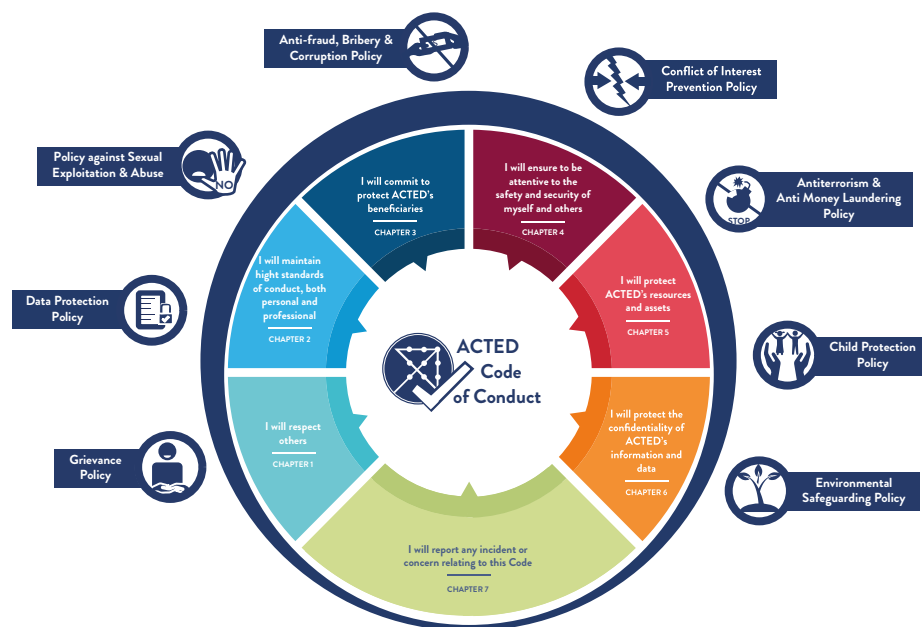 Anti-fraud, Bribery &
Corruption Policy
Conflict of Interest
Prevention Policy
Policy against Sexual
Exploitation & Abuse
NO
Antiterrorism &
Anti Money Laundering
Policy
STOP
Data Protection
Policy
Child Protection
Policy
Grievance
Policy
Environmental
Safeguarding Policy
I will respect
others
CHAPTER 1
I will maintain
hight standards
of conduct, both
personal and
professional
CHAPTER 2
I will commit to
protect ACTED's
beneficiaries
CHAPTER 3
I will ensure to be
attentive to the
safety and security of
myself and others
CHAPTER 4
I will protect
ACTED's resources
and assets
CHAPTER 5
I will protect the
confidentiality of
ACTED's
information and
data
CHAPTER 6
I will report any incident or
concern relating to this Code
CHAPTER 7
ACTED
Code
of Conduct